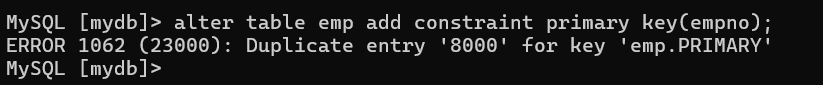 MySQL [mydb]> alter table emp add constraint primary key(empno);
ERROR 1062 (23000): Duplicate entry '8000' for key 'emp.PRIMARY'
MySQL [mydb]>